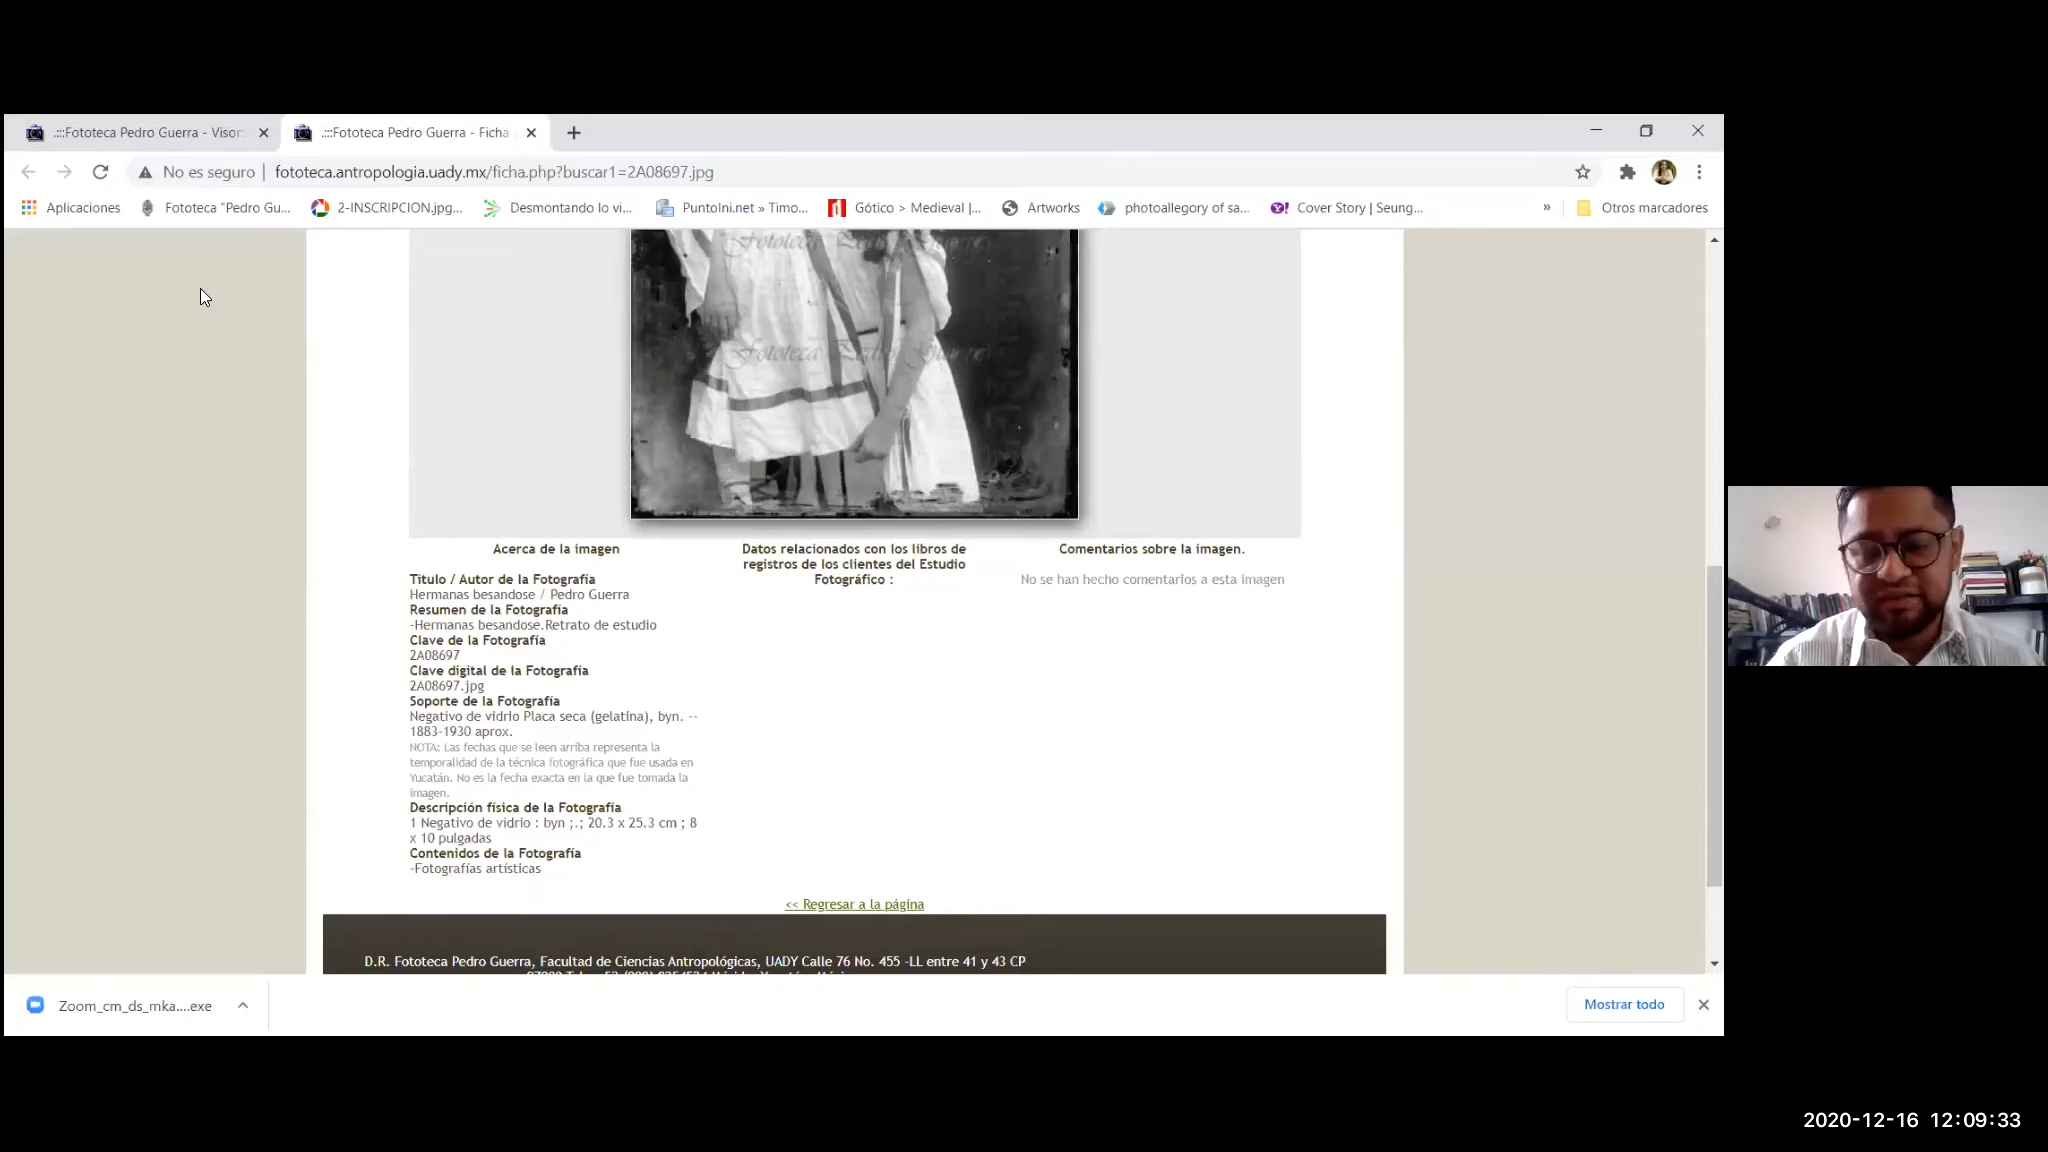 .:::Fototeca Pedro Guerra - Visor:
.:::Fototeca Pedro Guerra - Ficha
No es seguro | fototeca.antropologia.uady.mx/ficha.php?buscar1=2A08697.jpg
Aplicaciones
Fototeca "Pedro Gu...
2-INSCRIPCION.jpg...
Desmontando lo vi...
PuntoIni.net » Timo...
Gótico > Medieval |...
Artworks
photoallegory of sa...
Cover Story | Seung...
»
Otros marcadores
Fototeca Pedro Guerra
Fototeca Pedro Guerra
Acerca de la imagen
Titulo / Autor de la Fotografía
Hermanas besandose / Pedro Guerra
Resumen de la Fotografía
-Hermanas besandose.Retrato de estudio
Clave de la Fotografía
2A08697
Clave digital de la Fotografía
2A08697.jpg
Soporte de la Fotografía
Negativo de vidrio Placa seca (gelatina), byn. --
1883-1930 aprox.
NOTA: Las fechas que se leen arriba representa la
temporalidad de la técnica fotográfica que fue usada en
Yucatán. No es la fecha exacta en la que fue tomada la
imagen.
Descripción física de la Fotografía
1 Negativo de vidrio : byn ;.; 20.3 x 25.3 cm ; 8
x 10 pulgadas
Contenidos de la Fotografía
-Fotografías artísticas
Datos relacionados con los libros de
registros de los clientes del Estudio
Fotográfico :
Comentarios sobre la imagen.
No se han hecho comentarios a esta imagen
<< Regresar a la página
D.R. Fototeca Pedro Guerra, Facultad de Ciencias Antropológicas, UADY Calle 76 No. 455 -LL entre 41 y 43 CP
Zoom_cm_ds_mka....exe
Mostrar todo
2020-12-16 12:09:33